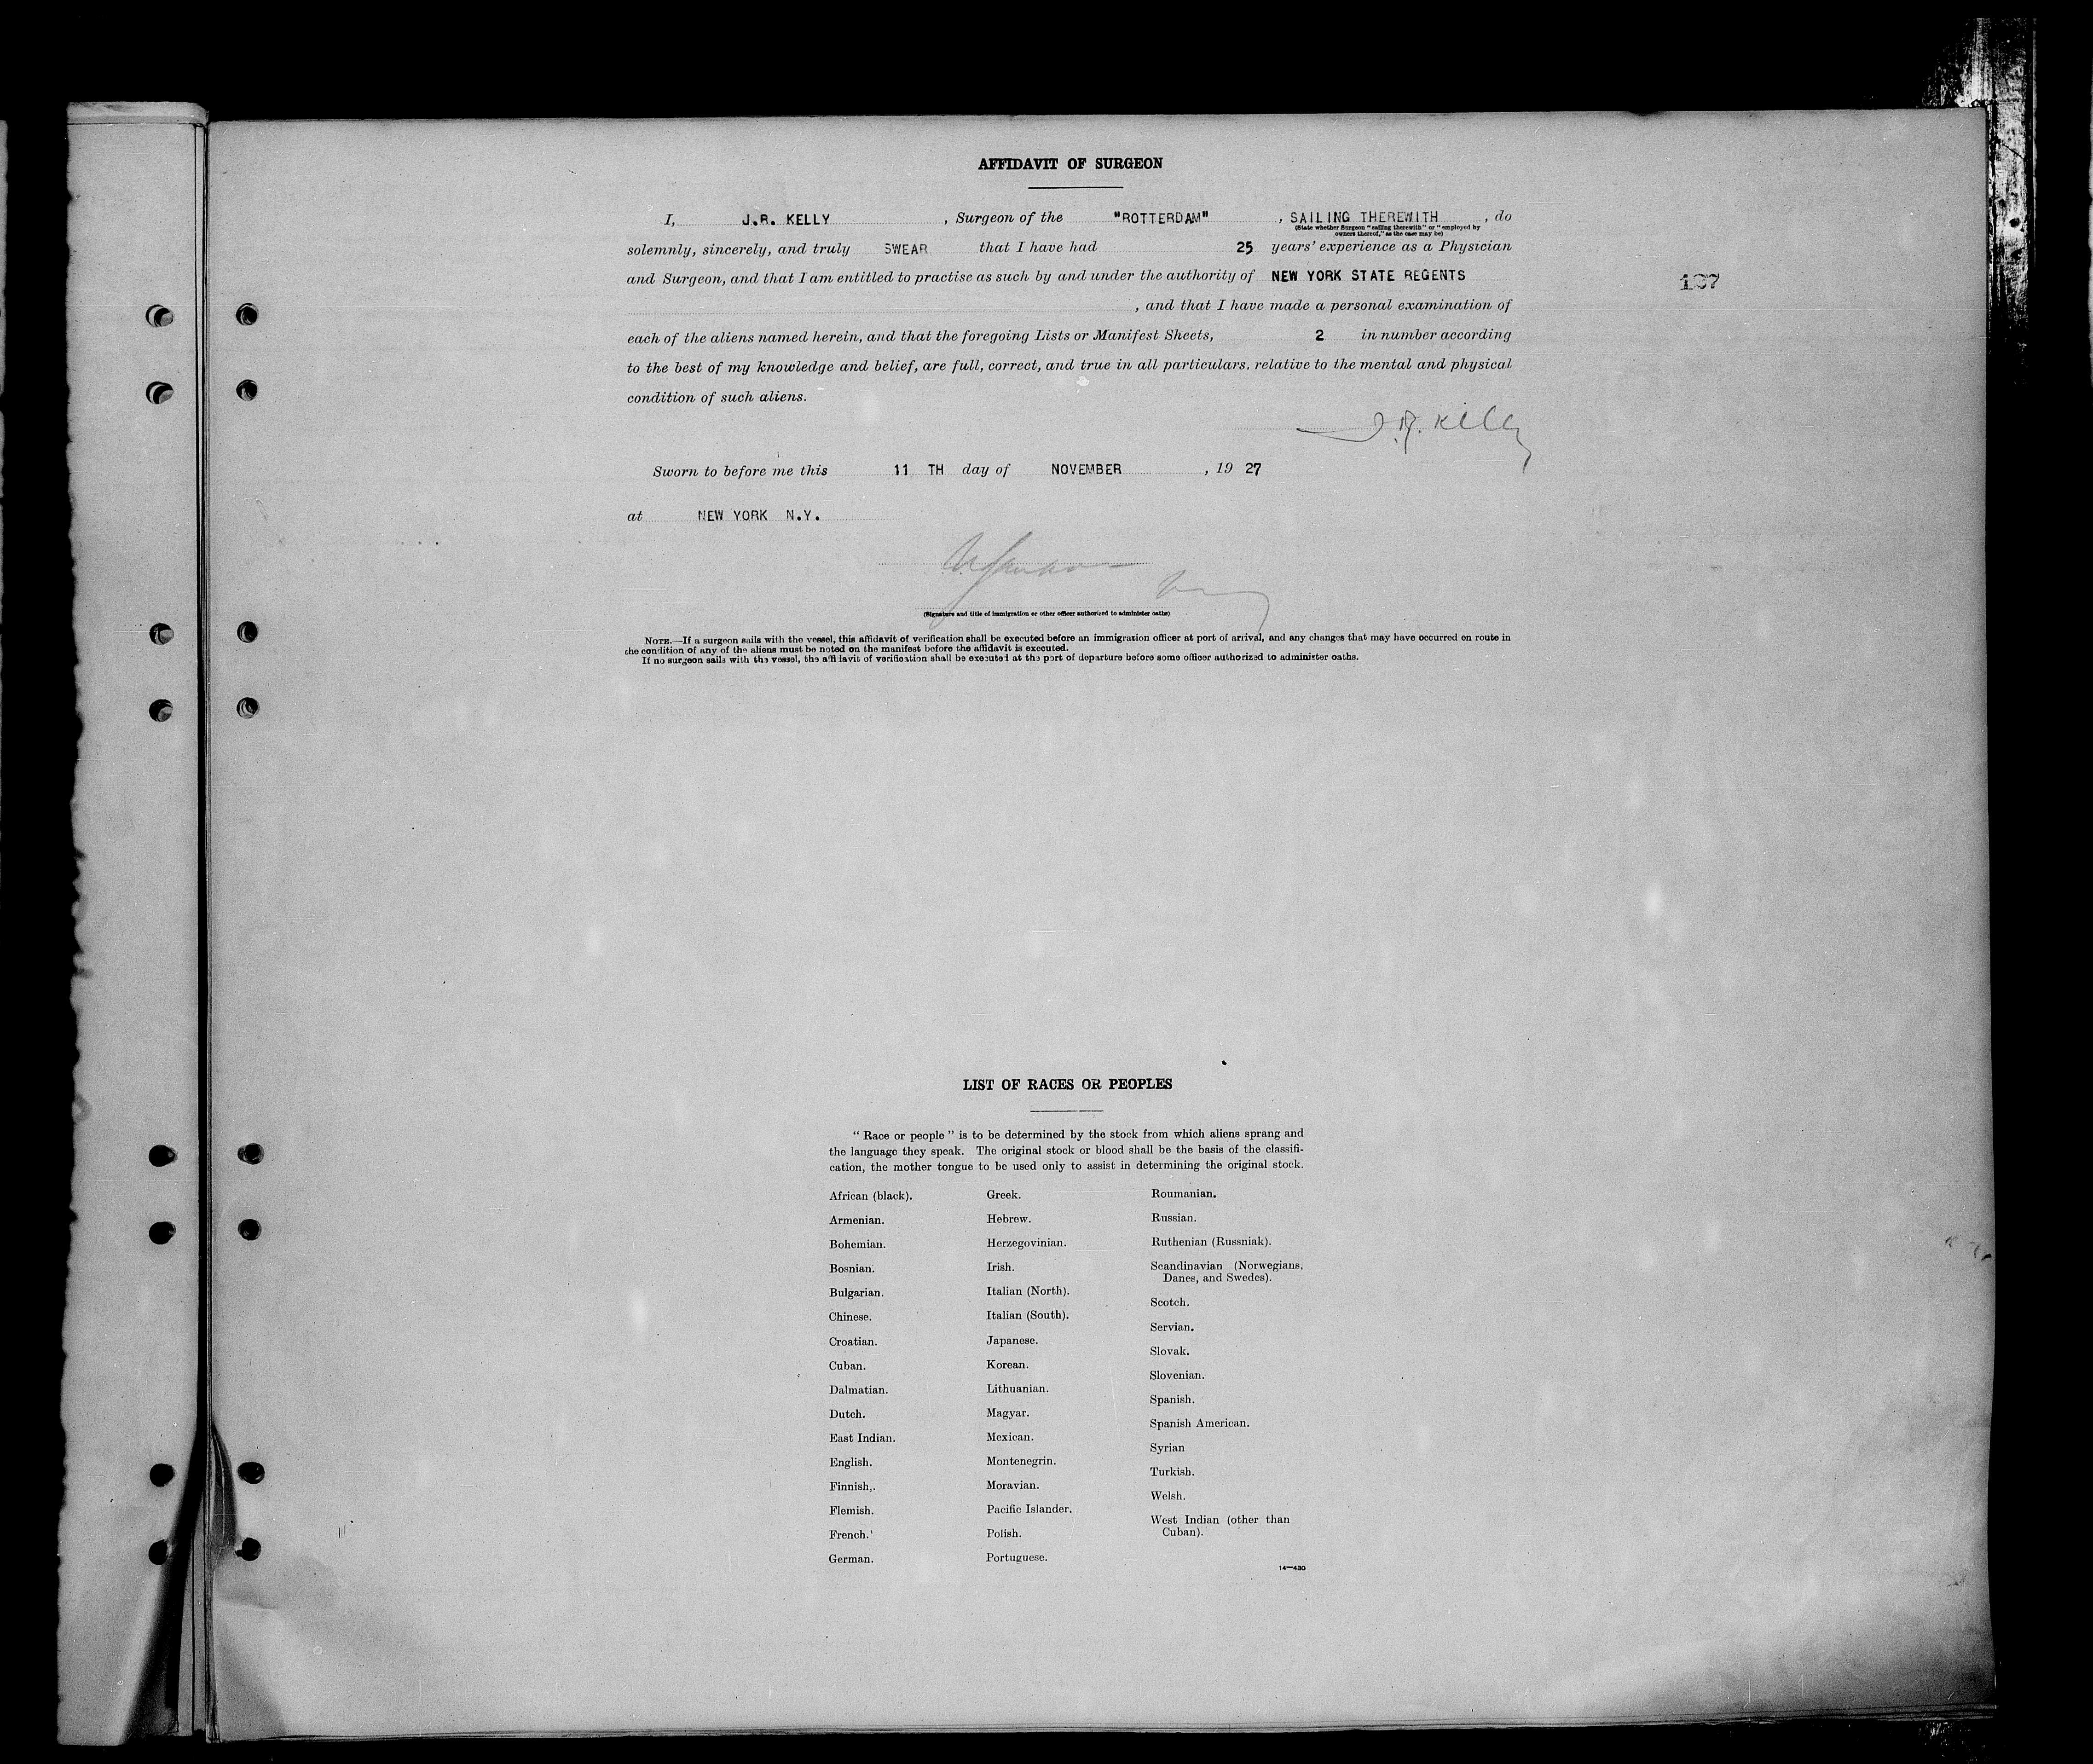 AFFIDAVIT OF SURGEON
I, J.R. KELLY , Surgeon of the "ROTTERDAM" , SAILING THEREWITH , do
(State whether Surgeon "sailing therewith" or "employed by
owners thereof," as the case may be)
solemnly, sincerely, and truly SWEAR that I have had 25 years' experience as a Physician
and Surgeon, and that I am entitled to practise as such by and under the authority of NEW YORK STATE REGENTS
, and that I have made a personal examination of
each of the aliens named herein, and that the foregoing Lists or Manifest Sheets, 2 in number according
to the best of my knowledge and belief, are full, correct, and true in all particulars, relative to the mental and physical
condition of such aliens.
J.R. Kelly
Sworn to before me this 11 TH day of NOVEMBER , 19 27
at NEW YORK N.Y.
(Signature and title of immigration or other officer authorized to administer oaths)
NOTE.—If a surgeon sails with the vessel, this affidavit of verification shall be executed before an immigration officer at port of arrival, and any changes that may have occurred en route in
the condition of any of the aliens must be noted on the manifest before the affidavit is executed.
If no surgeon sails with the vessel, the affidavit of verification shall be executed at the port of departure before some officer authorized to administer oaths.
LIST OF RACES OR PEOPLES
"Race or people" is to be determined by the stock from which aliens sprang and
the language they speak. The original stock or blood shall be the basis of the classifi-
cation, the mother tongue to be used only to assist in determining the original stock.
African (black).
Armenian.
Bohemian.
Bosnian.
Bulgarian.
Chinese.
Croatian.
Cuban.
Dalmatian.
Dutch.
East Indian.
English.
Finnish.
Flemish.
French.
German.
Greek.
Hebrew.
Herzegovinian.
Irish.
Italian (North).
Italian (South).
Japanese.
Korean.
Lithuanian.
Magyar.
Mexican.
Montenegrin.
Moravian.
Pacific Islander.
Polish.
Portuguese.
Roumanian.
Russian.
Ruthenian (Russniak).
Scandinavian (Norwegians,
Danes, and Swedes).
Scotch.
Servian.
Slovak.
Slovenian.
Spanish.
Spanish American.
Syrian
Turkish.
Welsh.
West Indian (other than
Cuban).
14—430